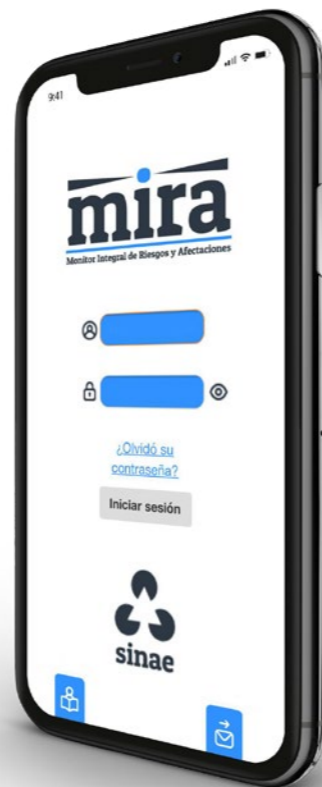 9:41
mira
Monitor Integral de Riesgos y Afectaciones
¿Olvidó su
contraseña?
Iniciar sesión
sinae